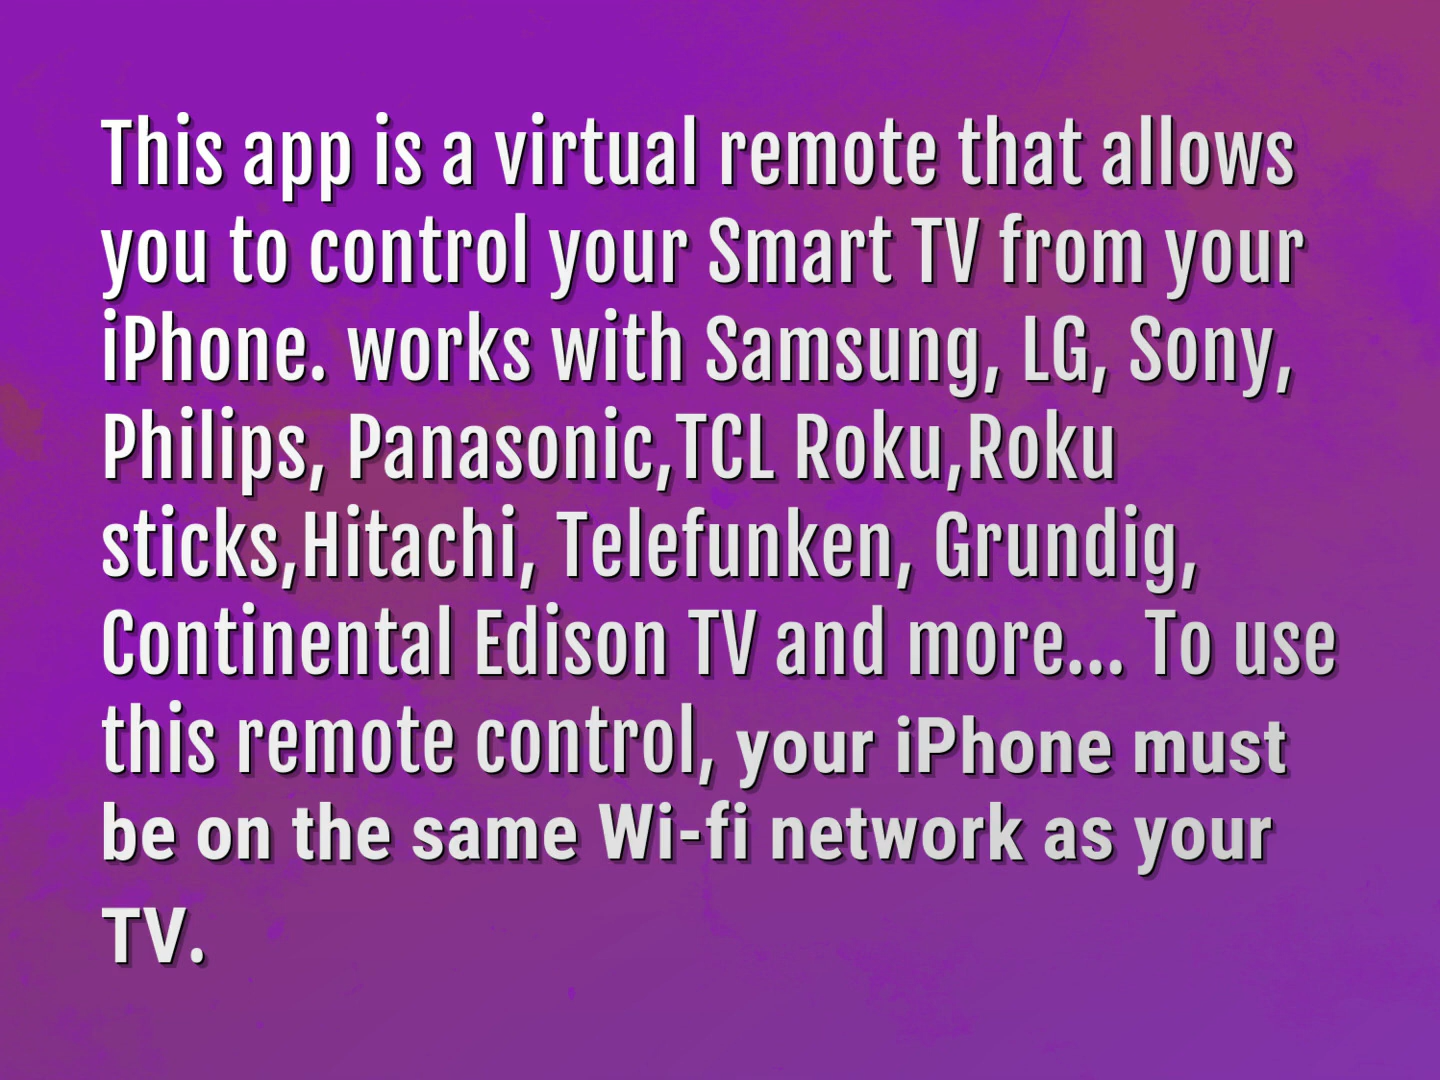 This app is a virtual remote that allows
you to control your Smart TV from your
iPhone. works with Samsung, LG, Sony,
Philips, Panasonic,TCL Roku,Roku
sticks,Hitachi, Telefunken, Grundig,
Continental Edison TV and more... To use
this remote control, your iPhone must
be on the same Wi-fi network as your
TV.